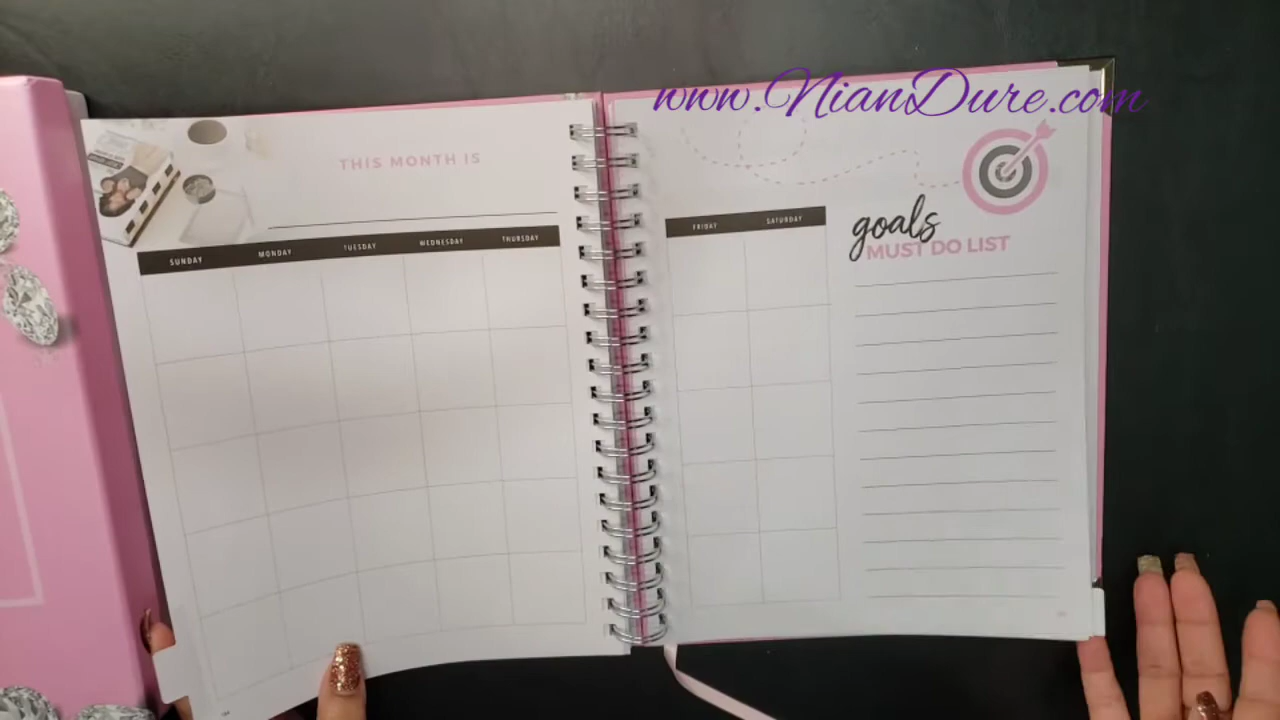 www.NianDure.com
THIS MONTH IS
SUNDAY MONDAY TUESDAY WEDNESDAY THURSDAY
FRIDAY SATURDAY
goals
MUST DO LIST